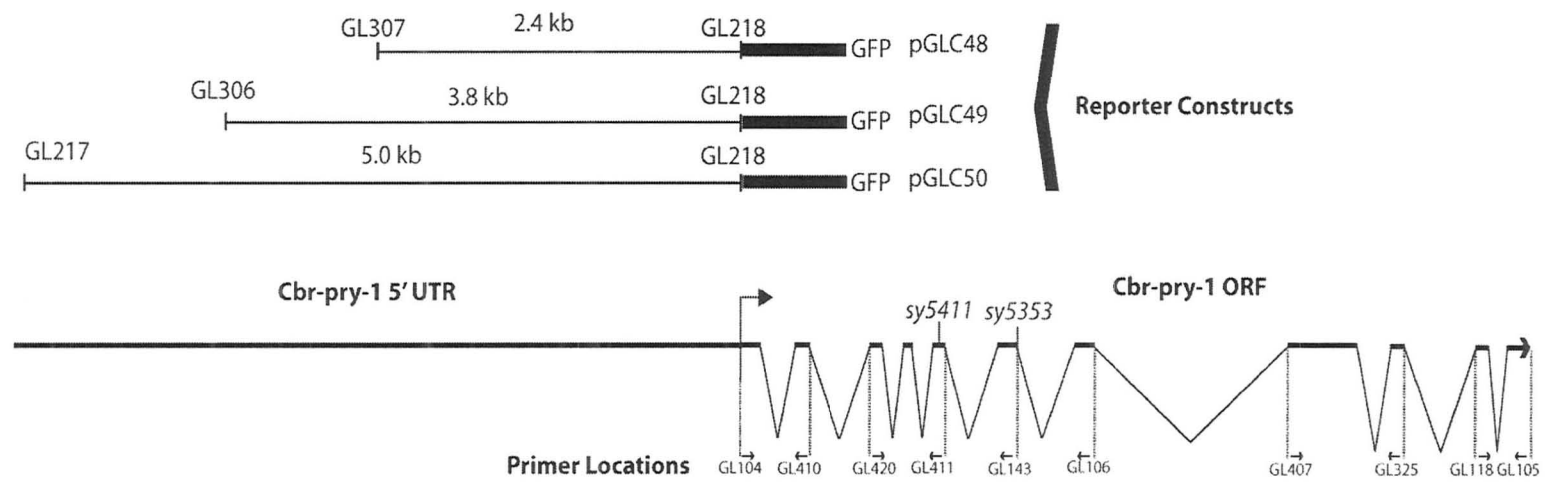 GL307 2.4 kb GL218 GFP pGLC48
GL306 3.8 kb GL218 GFP pGLC49
GL217 5.0 kb GL218 GFP pGLC50
Reporter Constructs
Cbr-pry-1 5' UTR
Cbr-pry-1 ORF
sy5411 sy5353
Primer Locations GL104 GL410 GL420 GL411 GL143 GL106 GL407 GL325 GL118 GL105